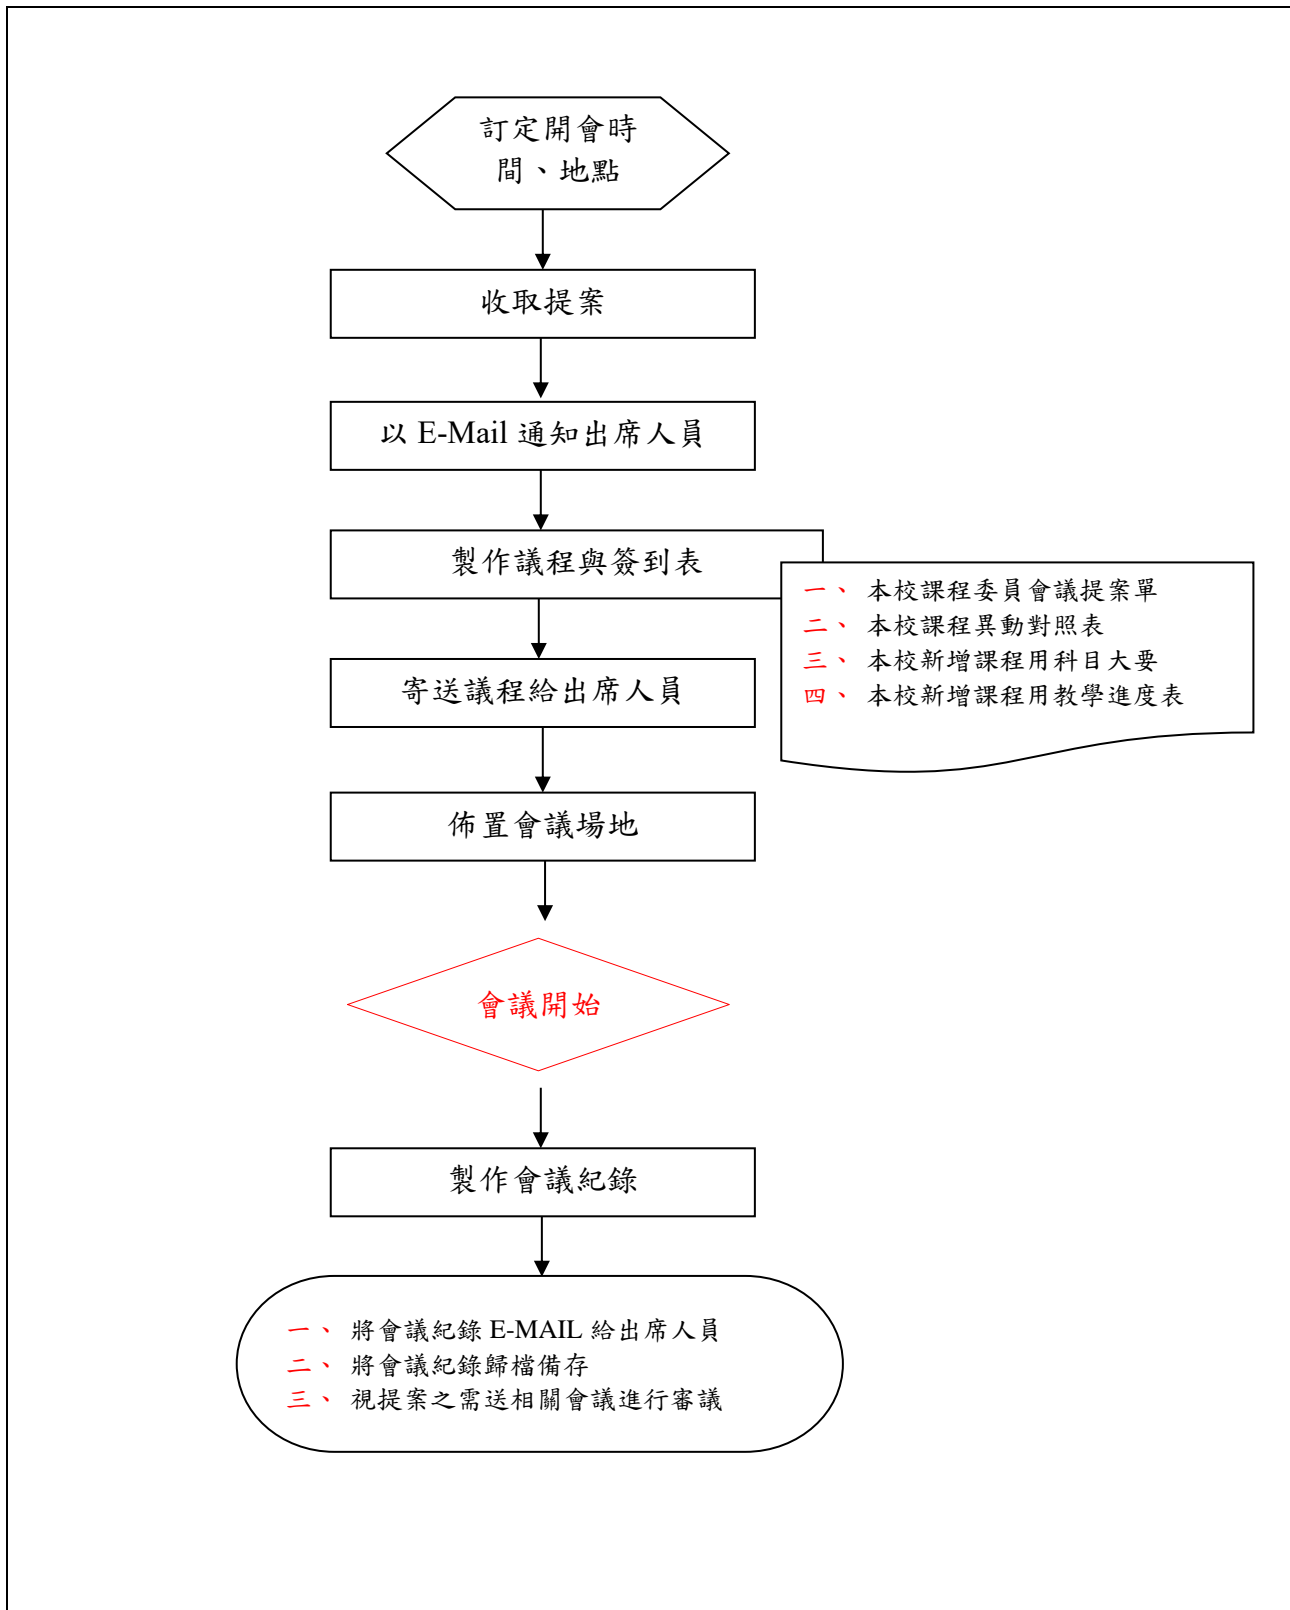 訂定開會時
間、地點
收取提案
以 E-Mail 通知出席人員
製作議程與簽到表
一、 本校課程委員會議提案單
二、 本校課程異動對照表
三、 本校新增課程用科目大要
四、 本校新增課程用教學進度表
寄送議程給出席人員
佈置會議場地
會議開始
製作會議紀錄
一、 將會議紀錄 E-MAIL 給出席人員
二、 將會議紀錄歸檔備存
三、 視提案之需送相關會議進行審議